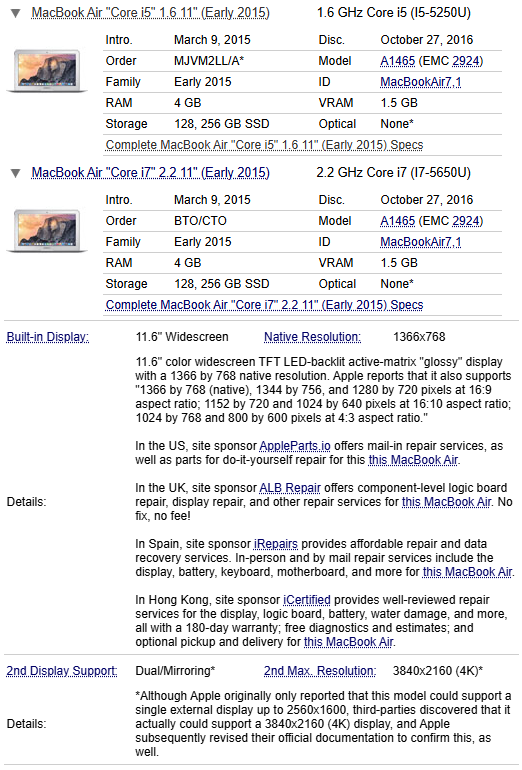 MacBook Air "Core i5" 1.6 11" (Early 2015) 1.6 GHz Core i5 (I5-5250U)
Intro. March 9, 2015 Disc. October 27, 2016
Order MJVM2LL/A* Model A1465 (EMC 2924)
Family Early 2015 ID MacBookAir7,1
RAM 4 GB VRAM 1.5 GB
Storage 128, 256 GB SSD Optical None*
Complete MacBook Air "Core i5" 1.6 11" (Early 2015) Specs
MacBook Air "Core i7" 2.2 11" (Early 2015) 2.2 GHz Core i7 (I7-5650U)
Intro. March 9, 2015 Disc. October 27, 2016
Order BTO/CTO Model A1465 (EMC 2924)
Family Early 2015 ID MacBookAir7,1
RAM 4 GB VRAM 1.5 GB
Storage 128, 256 GB SSD Optical None*
Complete MacBook Air "Core i7" 2.2 11" (Early 2015) Specs
Built-in Display: 11.6" Widescreen Native Resolution: 1366x768
Details:
11.6" color widescreen TFT LED-backlit active-matrix "glossy" display
with a 1366 by 768 native resolution. Apple reports that it also supports
"1366 by 768 (native), 1344 by 756, and 1280 by 720 pixels at 16:9
aspect ratio; 1152 by 720 and 1024 by 640 pixels at 16:10 aspect ratio;
1024 by 768 and 800 by 600 pixels at 4:3 aspect ratio."
In the US, site sponsor AppleParts.io offers mail-in repair services, as
well as parts for do-it-yourself repair for this this MacBook Air.
In the UK, site sponsor ALB Repair offers component-level logic board
repair, display repair, and other repair services for this MacBook Air. No
fix, no fee!
In Spain, site sponsor iRepairs provides affordable repair and data
recovery services. In-person and by mail repair services include the
display, battery, keyboard, motherboard, and more for this MacBook Air.
In Hong Kong, site sponsor iCertified provides well-reviewed repair
services for the display, logic board, battery, water damage, and more,
all with a 180-day warranty; free diagnostics and estimates; and
optional pickup and delivery for this MacBook Air.
2nd Display Support: Dual/Mirroring* 2nd Max. Resolution: 3840x2160 (4K)*
Details:
*Although Apple originally only reported that this model could support a
single external display up to 2560x1600, third-parties discovered that it
actually could support a 3840x2160 (4K) display, and Apple
subsequently revised their official documentation to confirm this, as
well.